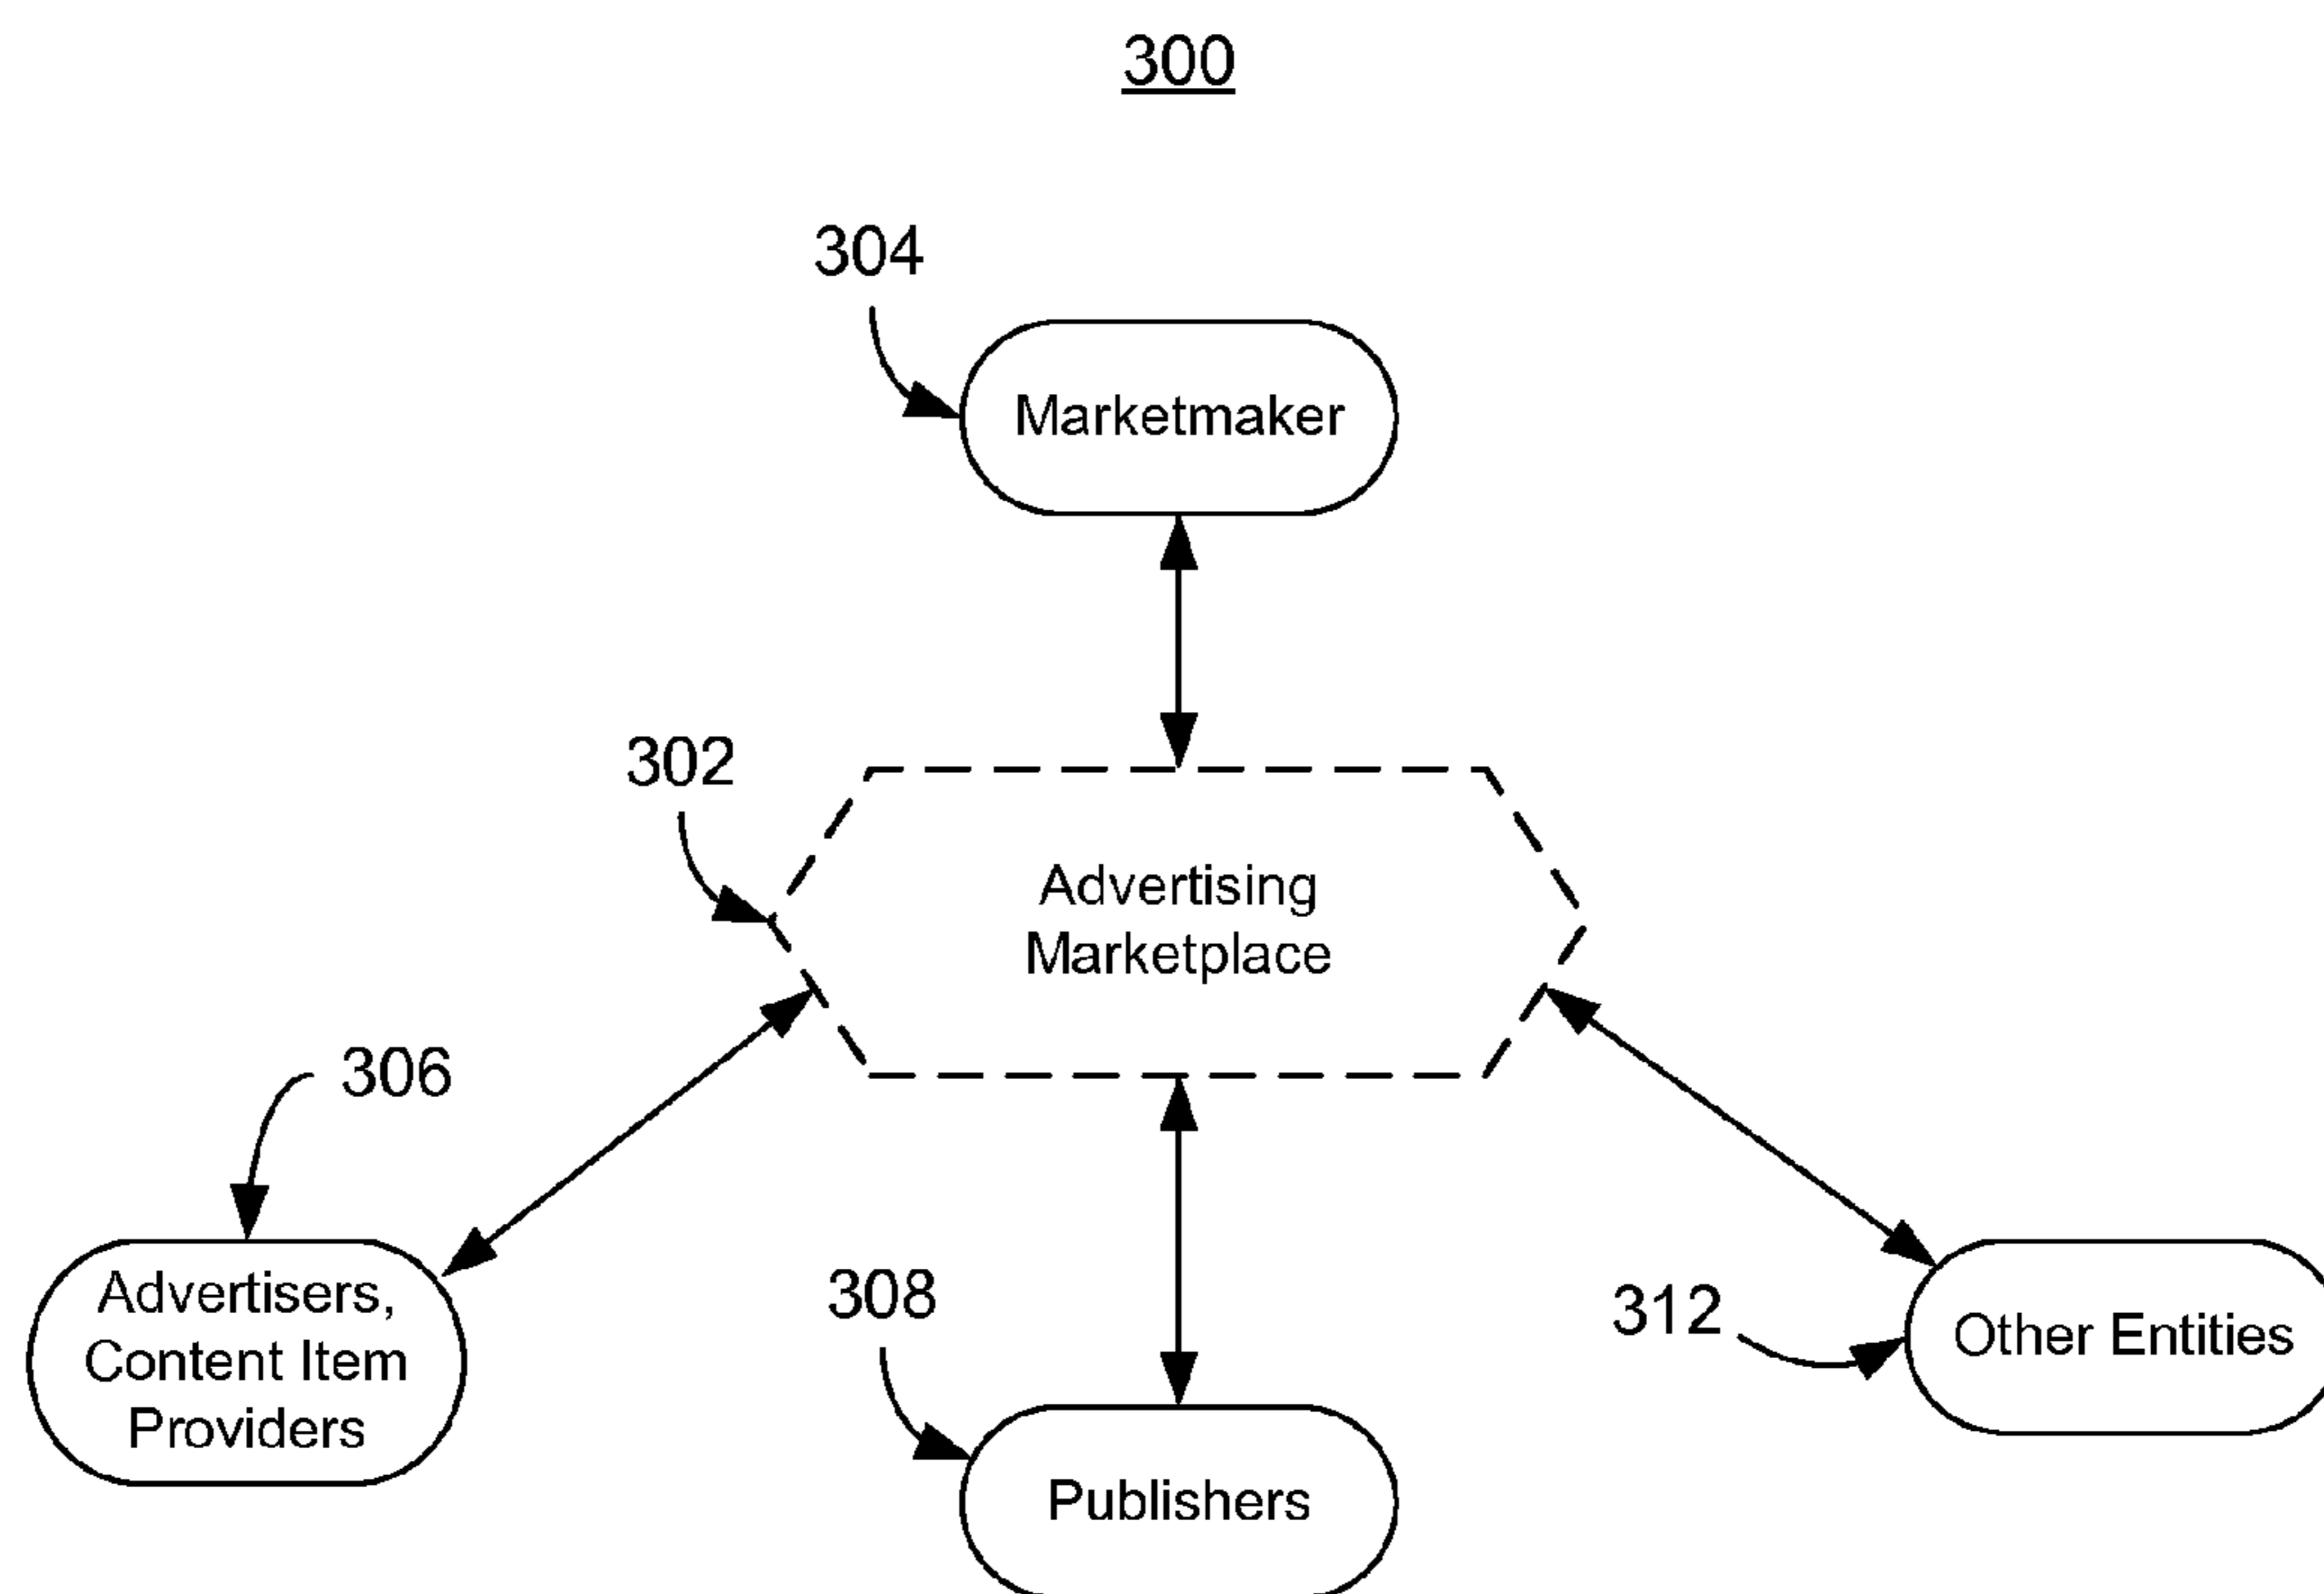 300
304
Marketmaker
302
Advertising
Marketplace
306
Advertisers,
Content Item
Providers
308
Publishers
312
Other Entities